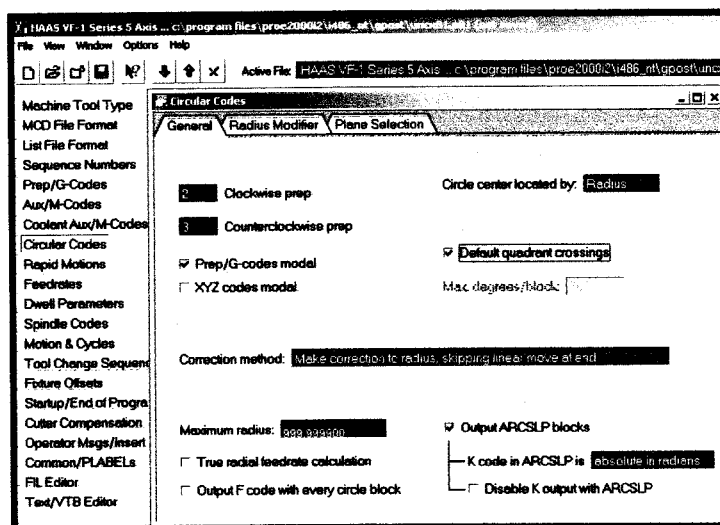 HAAS VF-1 Series 5 Axis ... c:\program files\proe2000i2\i486_nt\gpost\uncx01
File View Window Options Help
Active File: HAAS VF-1 Series 5 Axis ... c:\program files\proe2000i2\i486_nt\gpost\uncx
Machine Tool Type
MCD File Format
List File Format
Sequence Numbers
Prep/G-Codes
Aux/M-Codes
Coolant Aux/M-Codes
Circular Codes
Rapid Motions
Feedrates
Dwell Parameters
Spindle Codes
Motion & Cycles
Tool Change Sequen
Fixture Offsets
Startup/End of Progra
Cutter Compensation
Operator Msgs/Insert
Common/PLABELs
FIL Editor
Text/VTB Editor
Circular Codes
General Radius Modifier Plane Selection
2 Clockwise prep
Circle center located by: Radius
3 Counterclockwise prep
Prep/G-codes modal
Default quadrant crossings
XYZ codes modal
Max degrees/block:
Correction method: Make correction to radius, skipping linear move at end
Maximum radius: 999.999900
Output ARCSLP blocks
True radial feedrate calculation
K code in ARCSLP is absolute in radians
Output F code with every circle block
Disable K output with ARCSLP